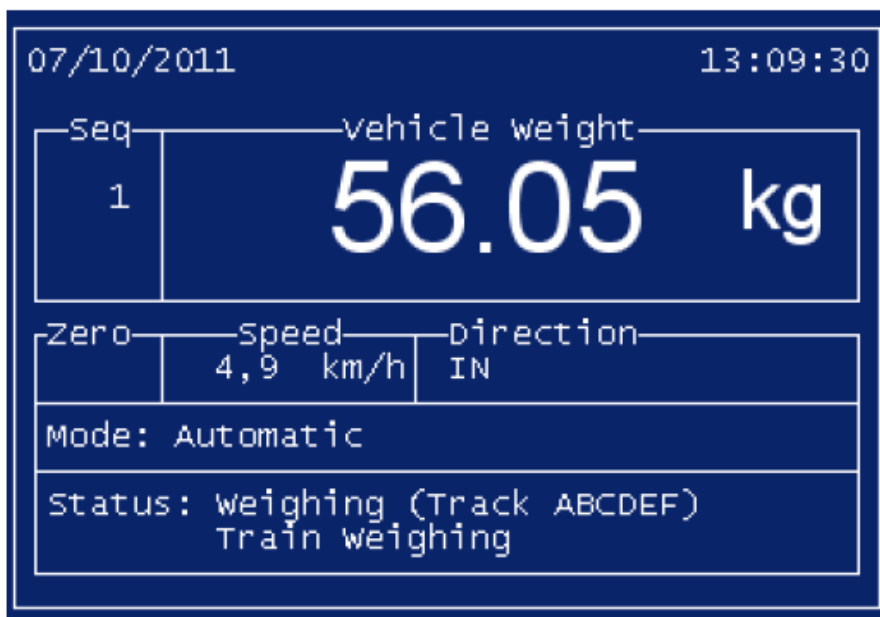 07/10/2011 13:09:30
Seq Vehicle Weight
1 56.05 kg
Zero Speed Direction
4,9 km/h IN
Mode: Automatic
Status: Weighing (Track ABCDEF)
Train Weighing